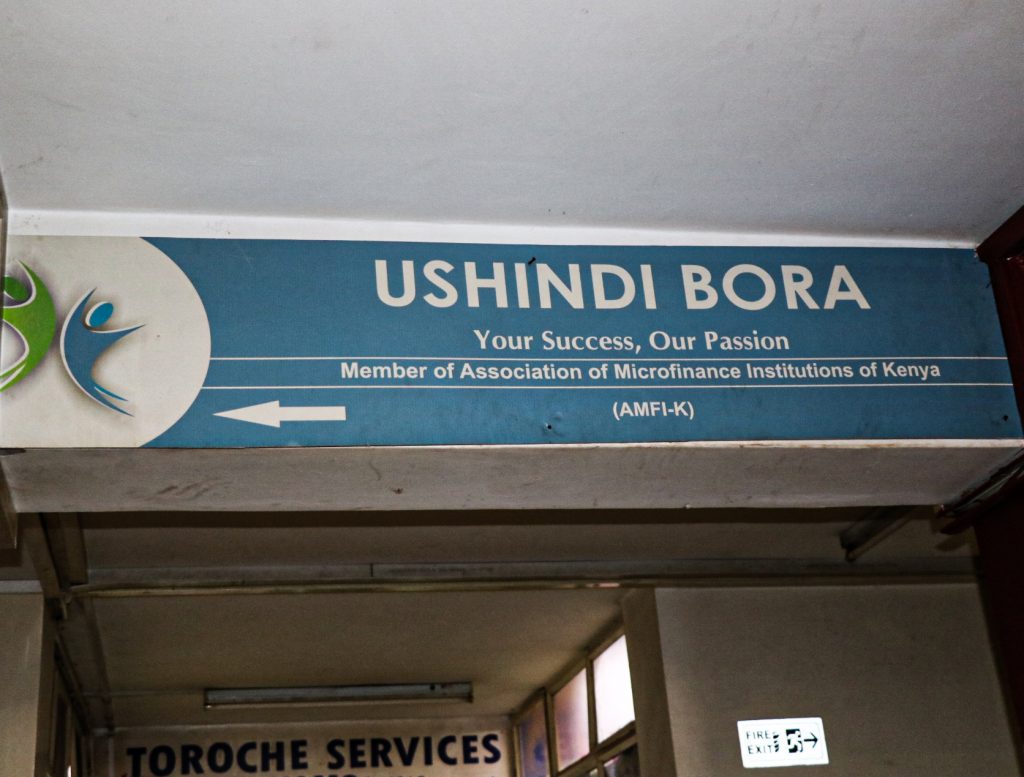 USHINDI BORA
Your Success, Our Passion
Member of Association of Microfinance Institutions of Kenya
(AMFI-K)
TOROCHE SERVICES
FIRE
EXIT